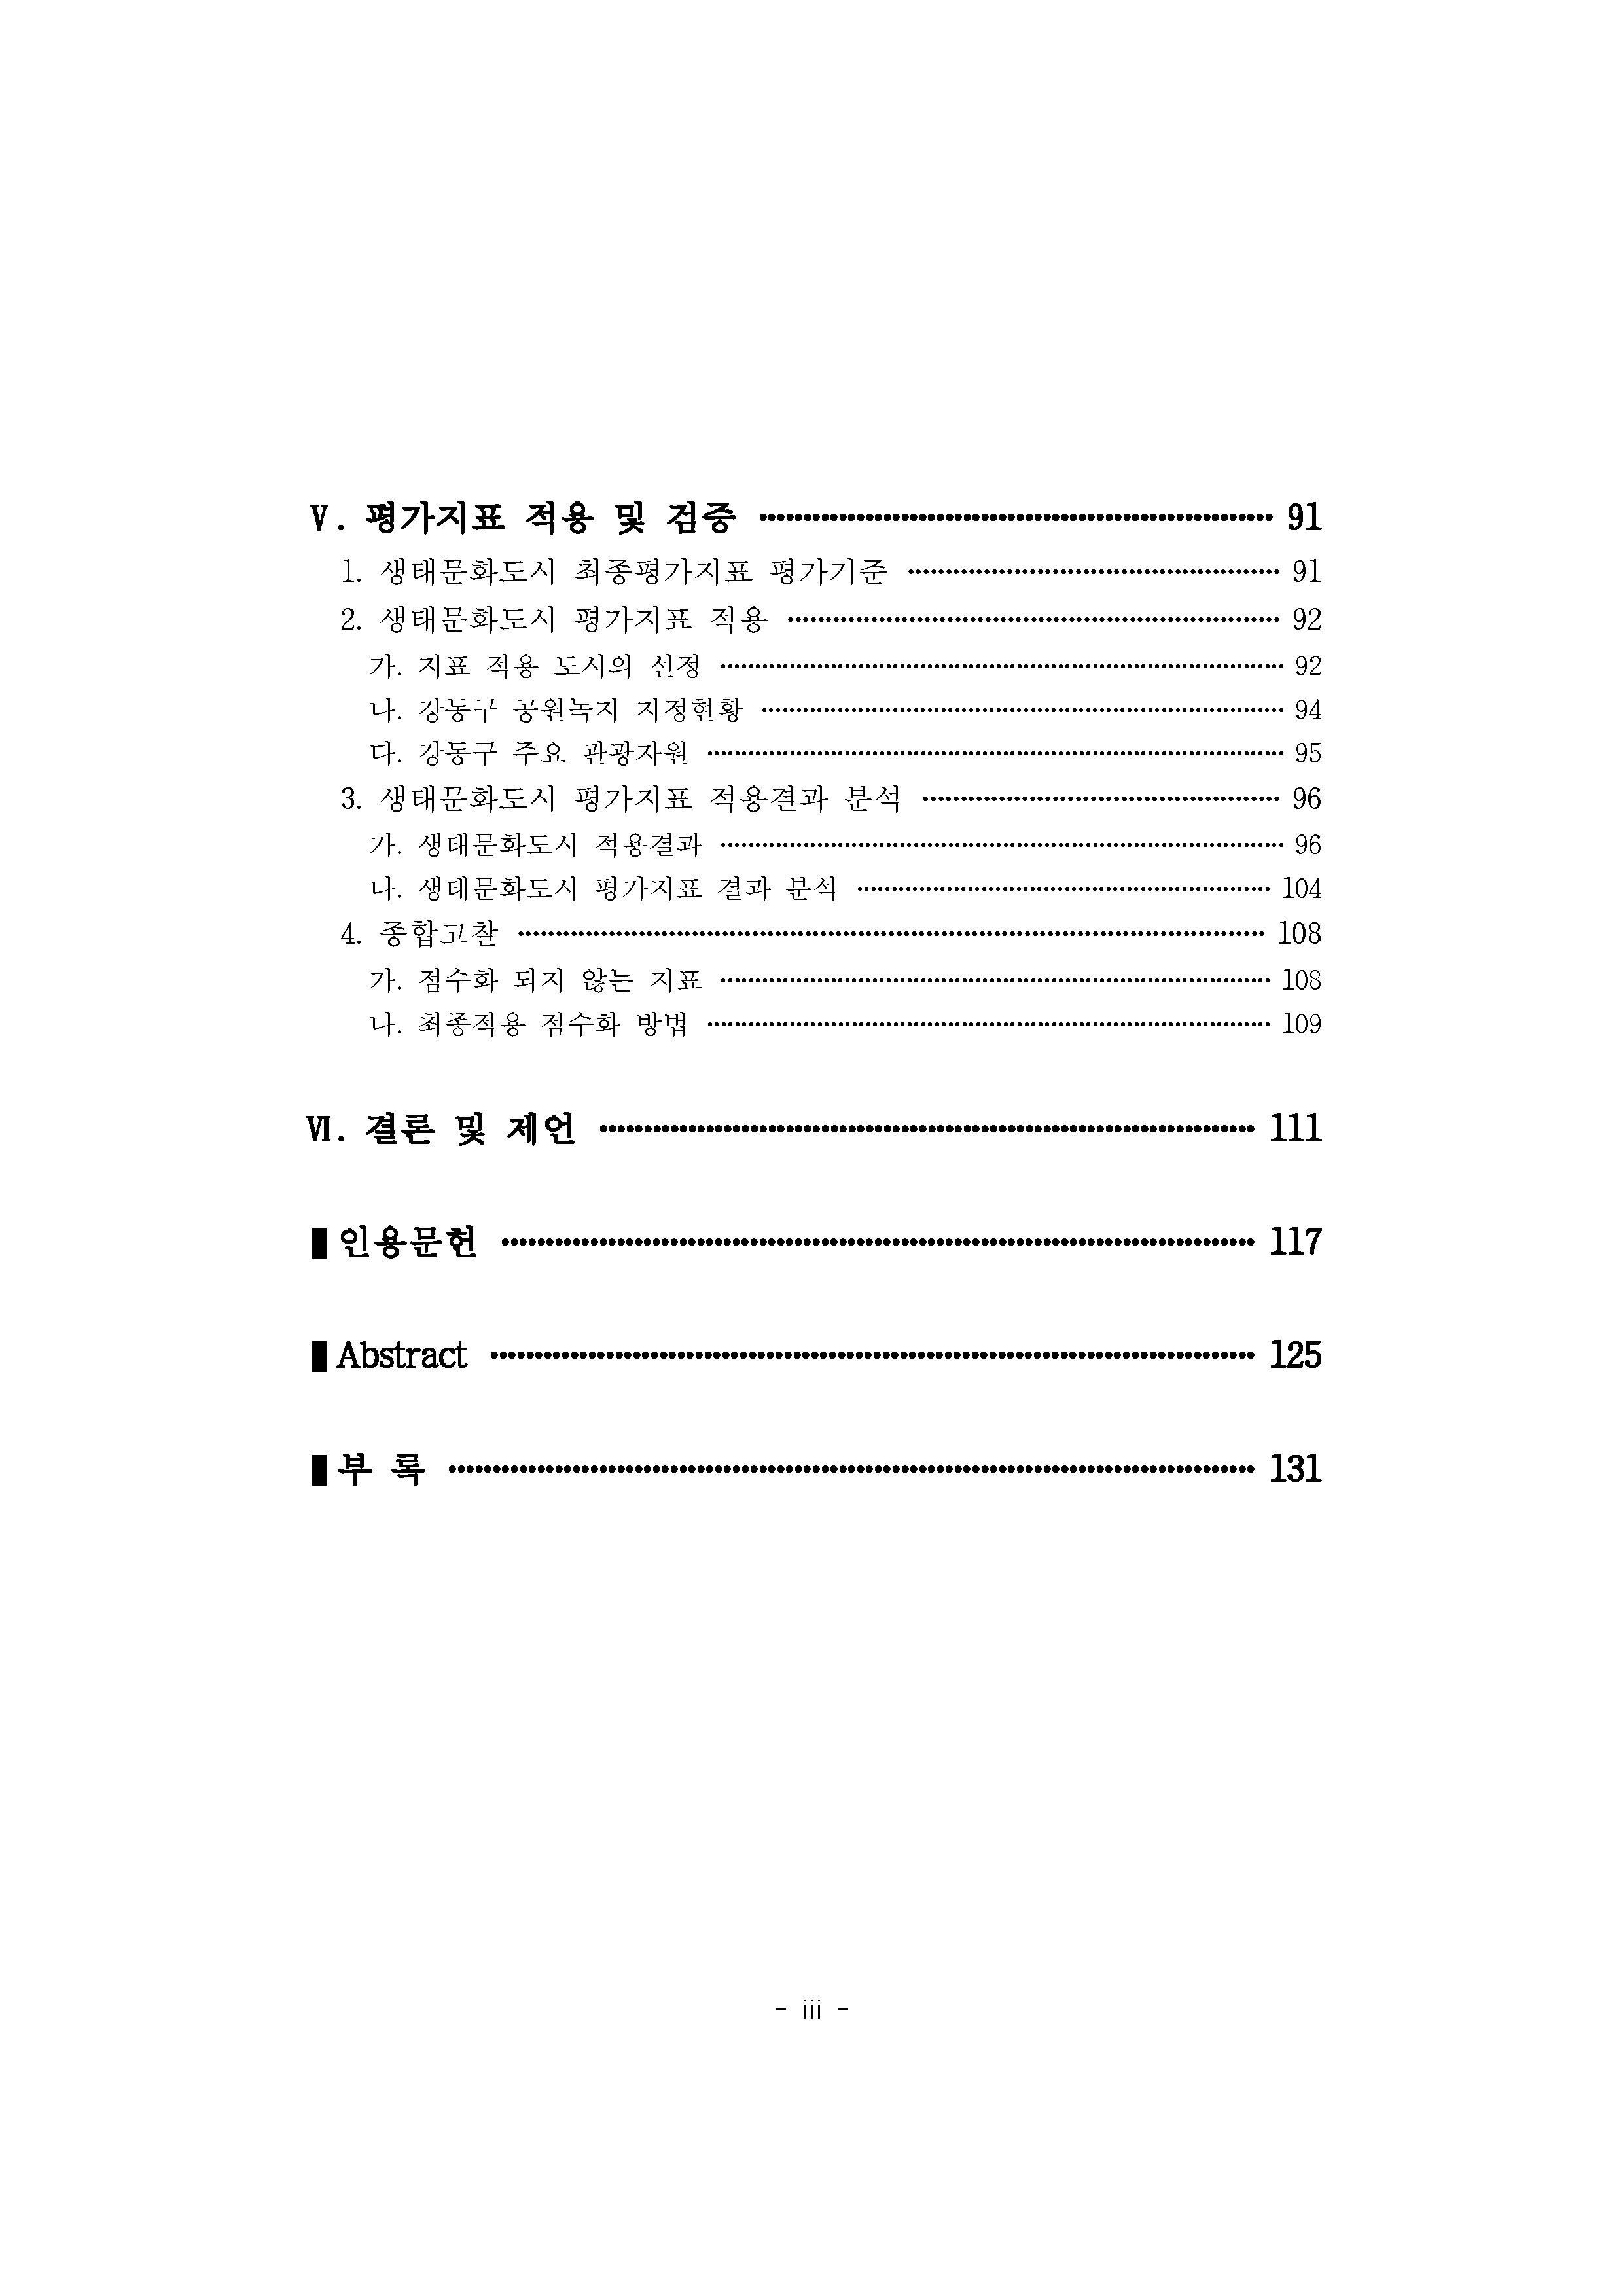 Ⅴ. 평가지표 적용 및 검증 ································ 91
1. 생태문화도시 최종평가지표 평가기준 ································ 91
2. 생태문화도시 평가지표 적용 ································ 92
가. 지표 적용 도시의 선정 ································ 92
나. 강동구 공원녹지 지정현황 ································ 94
다. 강동구 주요 관광자원 ································ 95
3. 생태문화도시 평가지표 적용결과 분석 ································ 96
가. 생태문화도시 적용결과 ································ 96
나. 생태문화도시 평가지표 결과 분석 ································ 104
4. 종합고찰 ································ 108
가. 점수화 되지 않는 지표 ································ 108
나. 최종적용 점수화 방법 ································ 109
Ⅵ. 결론 및 제언 ································ 111
▌인용문헌 ································ 117
▌Abstract ································ 125
▌부 록 ································ 131
- iii -